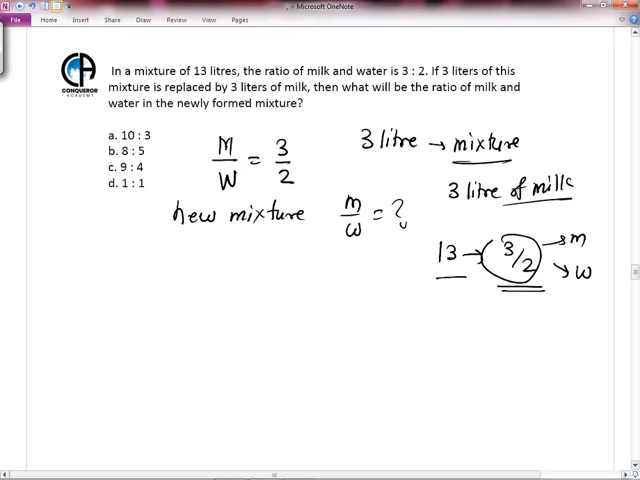 Microsoft OneNote
File Home Insert Share Draw Review View
CA
CONQUEROR
ACADEMY
In a mixture of 13 litres, the ratio of milk and water is 3 : 2. If 3 liters of this
mixture is replaced by 3 liters of milk, then what will be the ratio of milk and
water in the newly formed mixture?
a. 10 : 3
b. 8 : 5
c. 9 : 4
d. 1 : 1
M/W = 3/2
3 litre → mixture
3 litre of milk
new mixture m/w = ?
13 → 3/2 → m
→ w